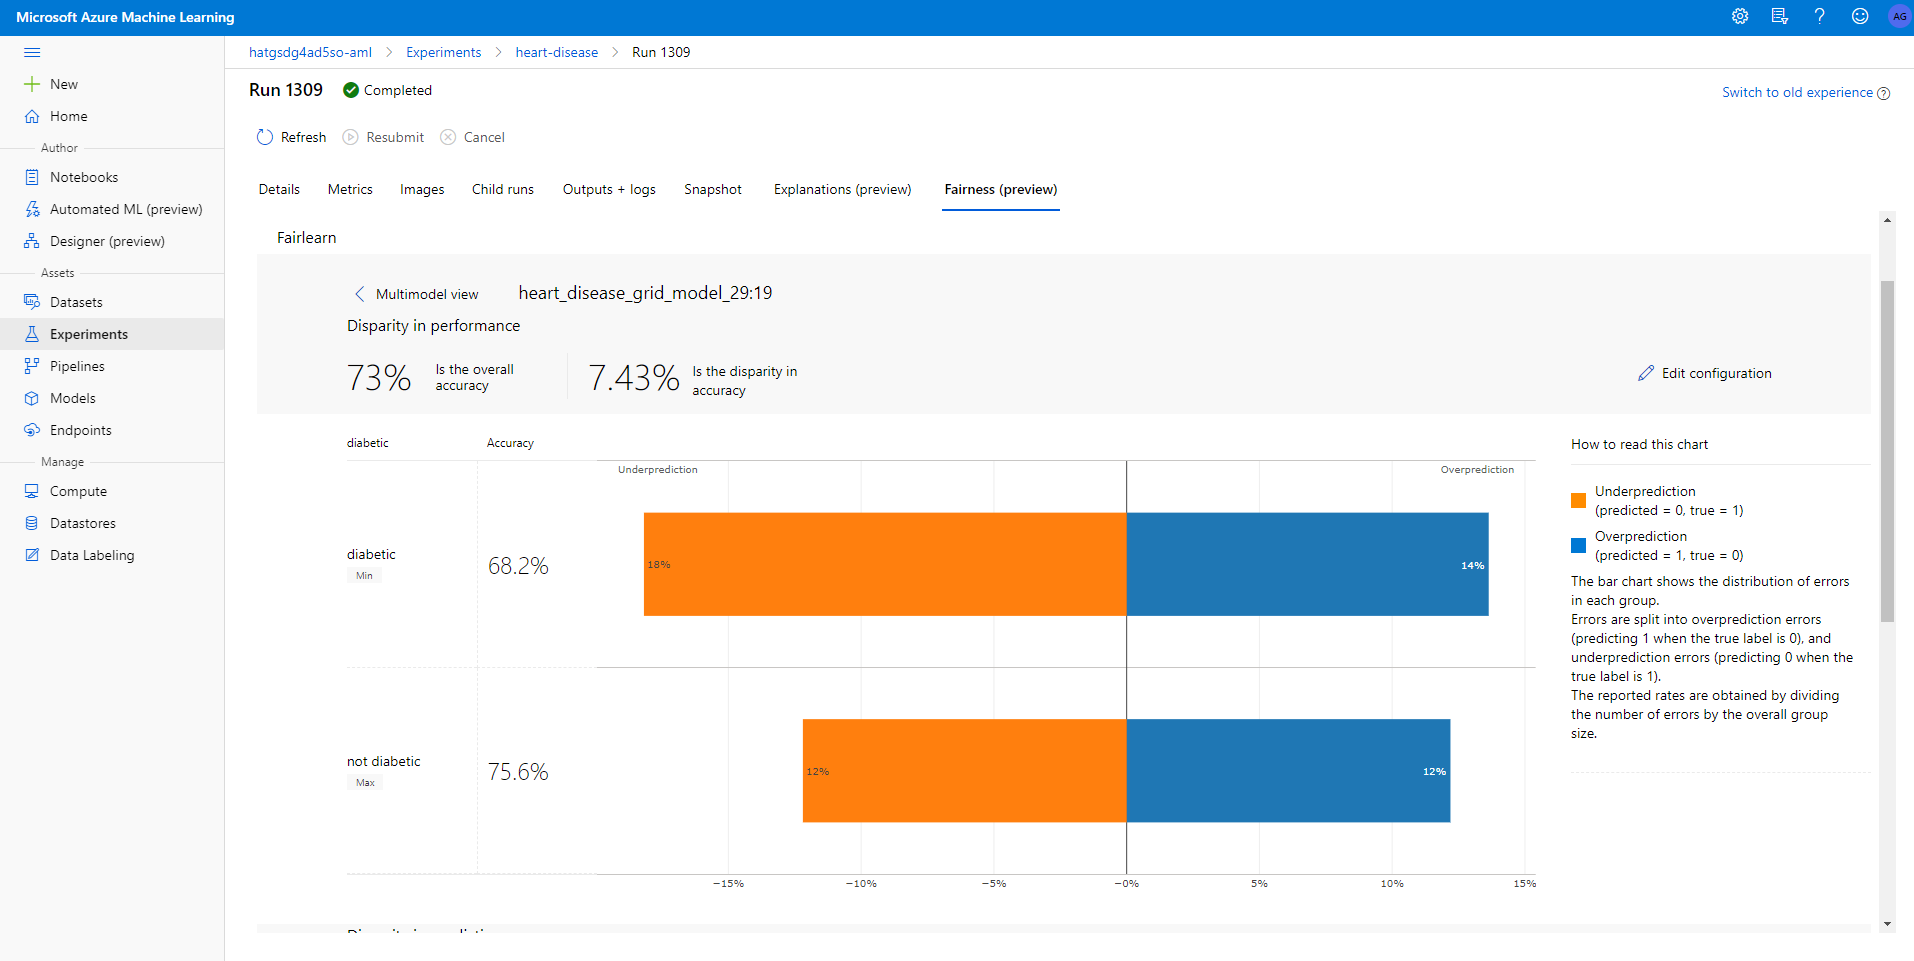 Microsoft Azure Machine Learning
AG
hatgsdg4ad5so-aml > Experiments > heart-disease > Run 1309
Run 1309 Completed
Switch to old experience
Refresh Resubmit Cancel
Details Metrics Images Child runs Outputs + logs Snapshot Explanations (preview) Fairness (preview)
New
Home
Author
Notebooks
Automated ML (preview)
Designer (preview)
Assets
Datasets
Experiments
Pipelines
Models
Endpoints
Manage
Compute
Datastores
Data Labeling
Fairlearn
Multimodel view heart_disease_grid_model_29:19
Disparity in performance
73% Is the overall
accuracy
7.43% Is the disparity in
accuracy
Edit configuration
diabetic Accuracy
Underprediction Overprediction
diabetic
Min
68.2%
18% 14%
not diabetic
Max
75.6%
12% 12%
−15% −10% −5% −0% 5% 10% 15%
How to read this chart
Underprediction
(predicted = 0, true = 1)
Overprediction
(predicted = 1, true = 0)
The bar chart shows the distribution of errors
in each group.
Errors are split into overprediction errors
(predicting 1 when the true label is 0), and
underprediction errors (predicting 0 when the
true label is 1).
The reported rates are obtained by dividing
the number of errors by the overall group
size.